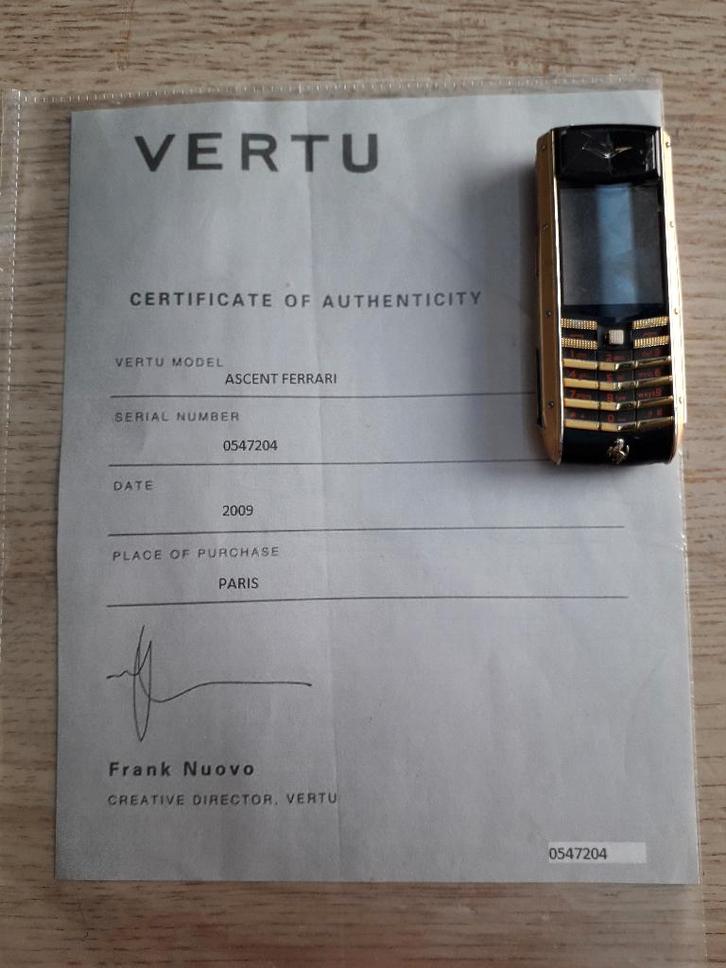 VERTU
CERTIFICATE OF AUTHENTICITY
VERTU MODEL
ASCENT FERRARI
SERIAL NUMBER
0547204
DATE
2009
PLACE OF PURCHASE
PARIS
Frank Nuovo
CREATIVE DIRECTOR, VERTU
0547204